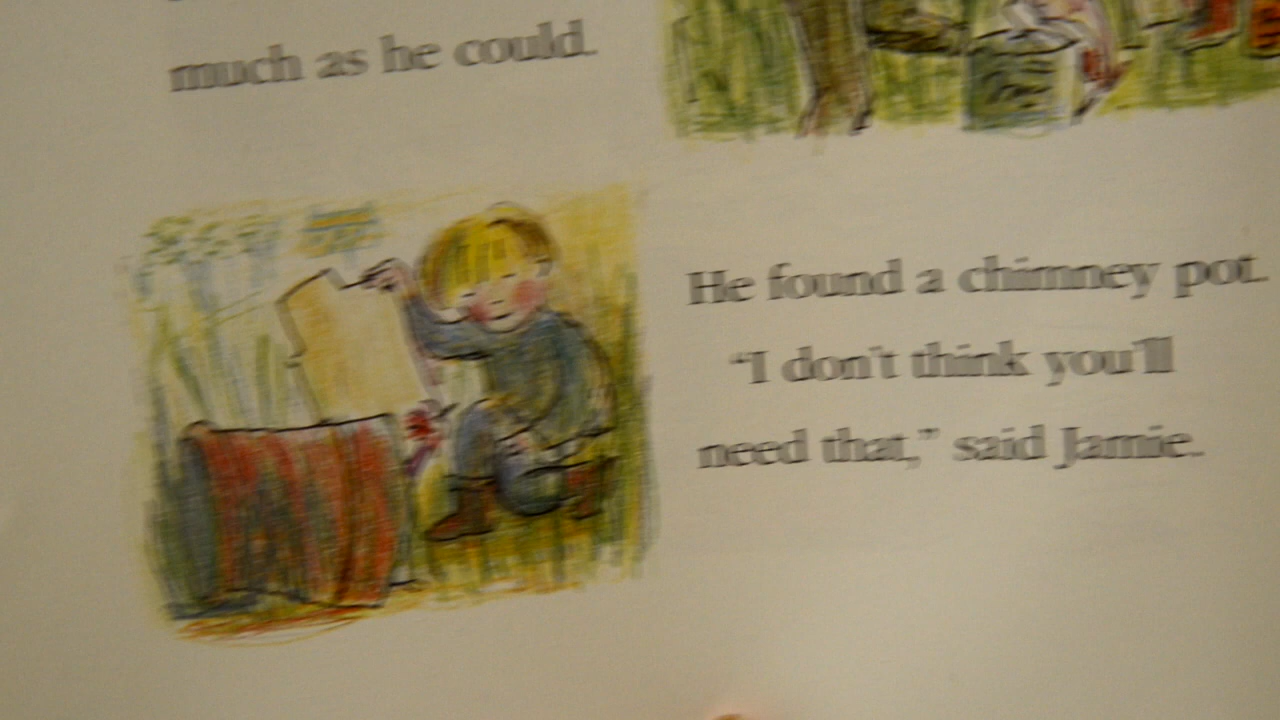 much as he could.
He found a chimney pot.
“I don't think you'll
need that,” said Jamie.